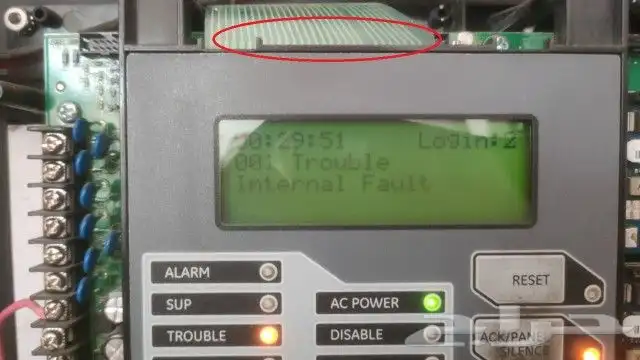 00:29:51 Login:2
001 Trouble
Internal Fault
ALARM
SUP
TROUBLE
AC POWER
DISABLE
RESET
ACK/PANEL
SILENCE